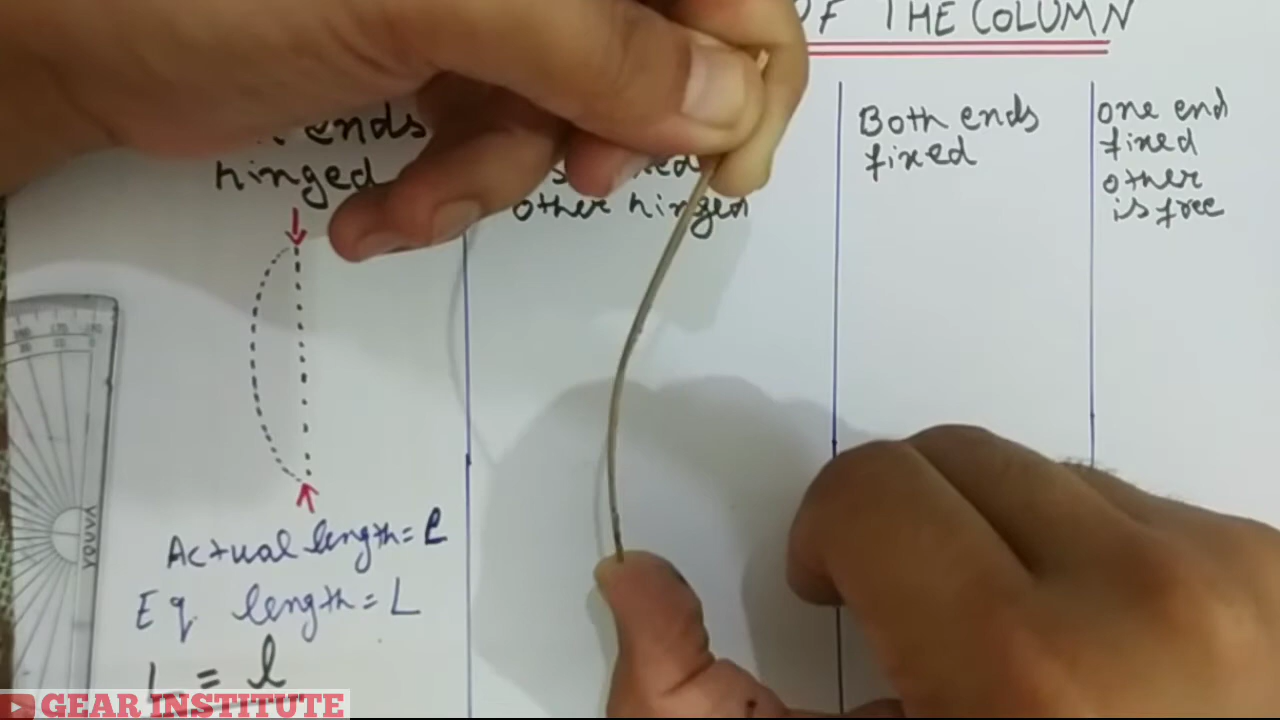 OF THE COLUMN
ends
hinged
other hinged
Both ends
fixed
one end
fixed
other
is free
Actual length = l
Eq length = L
L = l
YOUVA
GEAR INSTITUTE